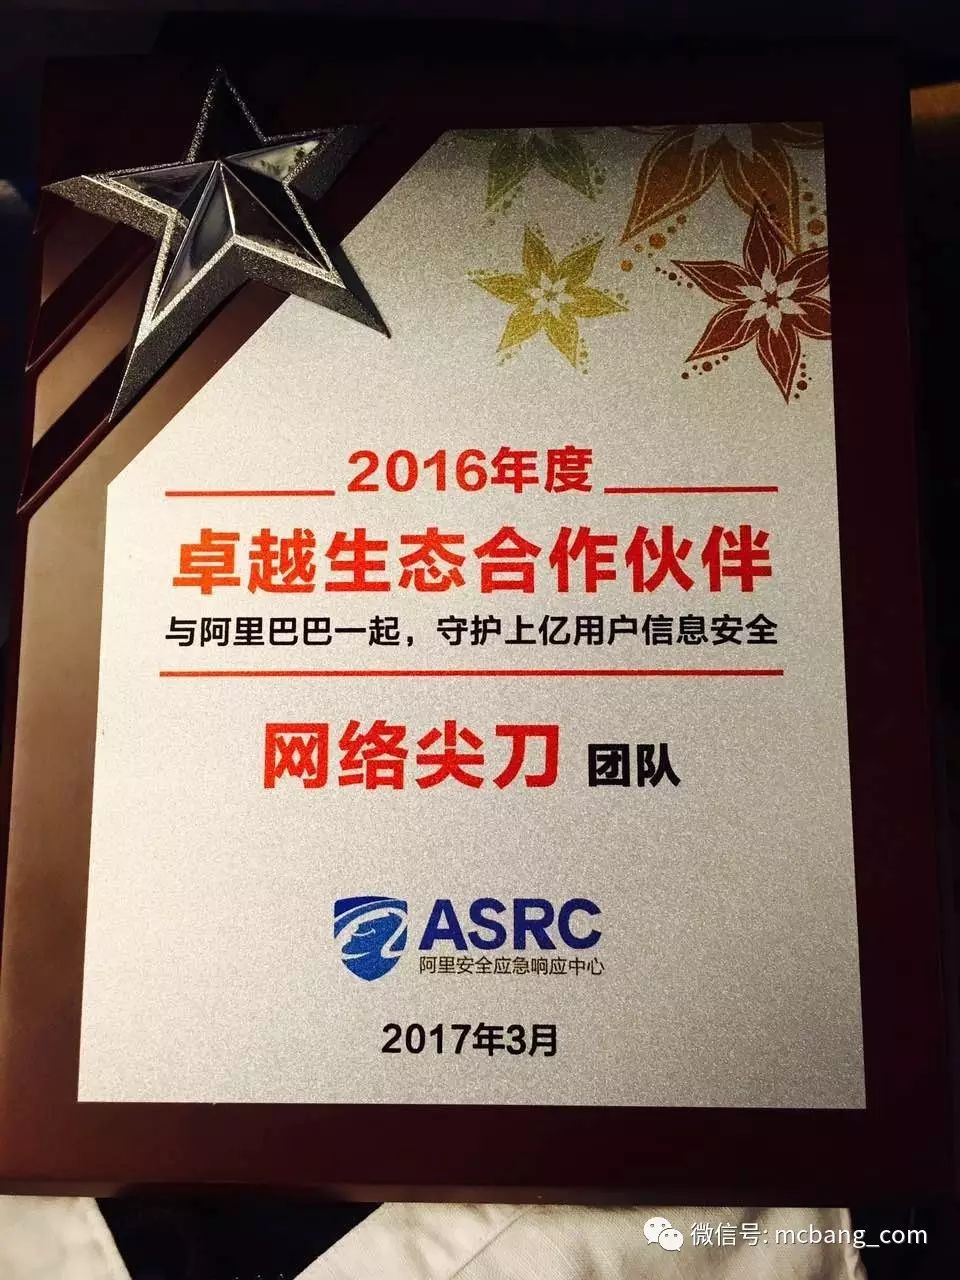 2016年度
卓越生态合作伙伴
与阿里巴巴一起，守护上亿用户信息安全
网络尖刀 团队
ASRC
阿里安全应急响应中心
2017年3月
微信号: mcbang_com